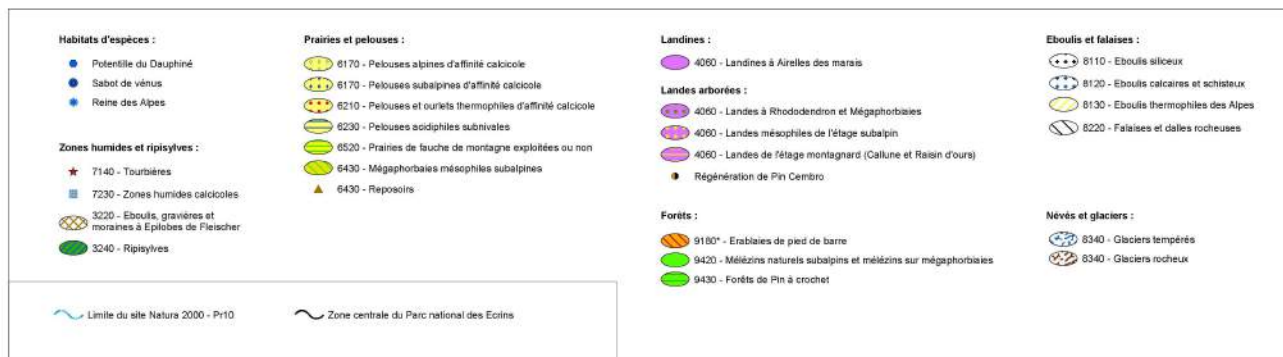 Habitats d'espèces :
Potentille du Dauphiné
Sabot de vénus
Reine des Alpes
Zones humides et ripisylves :
7140 - Tourbières
7230 - Zones humides calcicoles
3220 - Eboulis, gravières et
moraines à Epilobes de Fleischer
3240 - Ripisylves
Prairies et pelouses :
6170 - Pelouses alpines d'affinité calcicole
6170 - Pelouses subalpines d'affinité calcicole
6210 - Pelouses et ourlets thermophiles d'affinité calcicole
6230 - Pelouses acidiphiles subnivales
6520 - Prairies de fauche de montagne exploitées ou non
6430 - Mégaphorbaies mésophiles subalpines
6430 - Reposoirs
Landines :
4060 - Landines à Airelles des marais
Landes arborées :
4060 - Landes à Rhododendron et Mégaphorbiaies
4060 - Landes mésophiles de l'étage subalpin
4060 - Landes de l'étage montagnard (Callune et Raisin d'ours)
Régénération de Pin Cembro
Forêts :
9180* - Erablaies de pied de barre
9420 - Mélézins naturels subalpins et mélézins sur mégaphorbiaies
9430 - Forêts de Pin à crochet
Eboulis et falaises :
8110 - Eboulis siliceux
8120 - Eboulis calcaires et schisteux
8130 - Eboulis thermophiles des Alpes
8220 - Falaises et dalles rocheuses
Névés et glaciers :
8340 - Glaciers tempérés
8340 - Glaciers rocheux
Limite du site Natura 2000 - Pr10
Zone centrale du Parc national des Ecrins